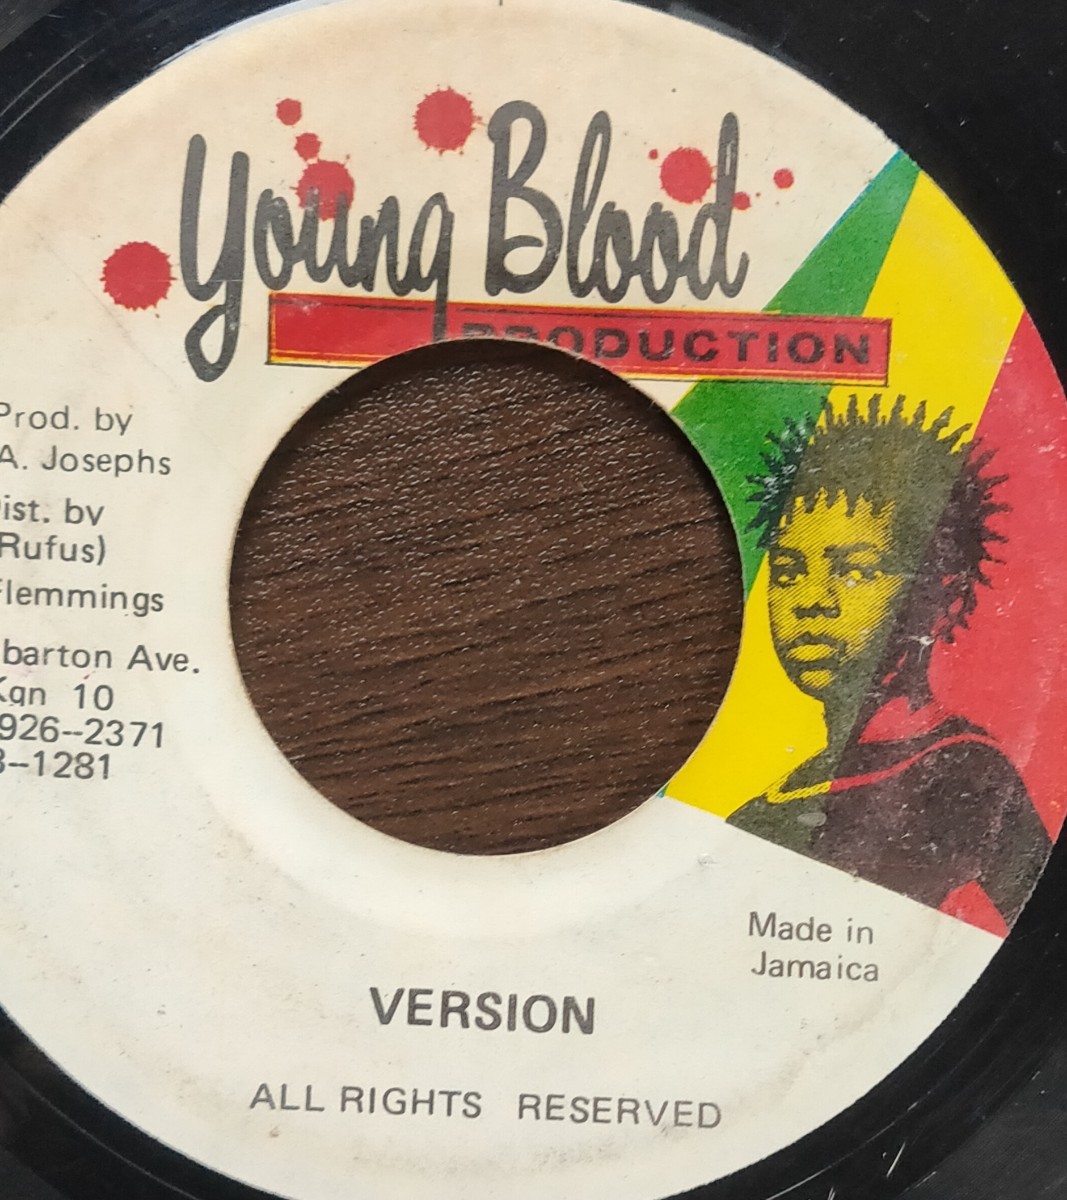 Young Blood
PRODUCTION
Prod. by
A. Josephs
ist. by
Rufus)
lemmings
barton Ave.
Kgn 10
926--2371
--1281
Made in
Jamaica
VERSION
ALL RIGHTS RESERVED